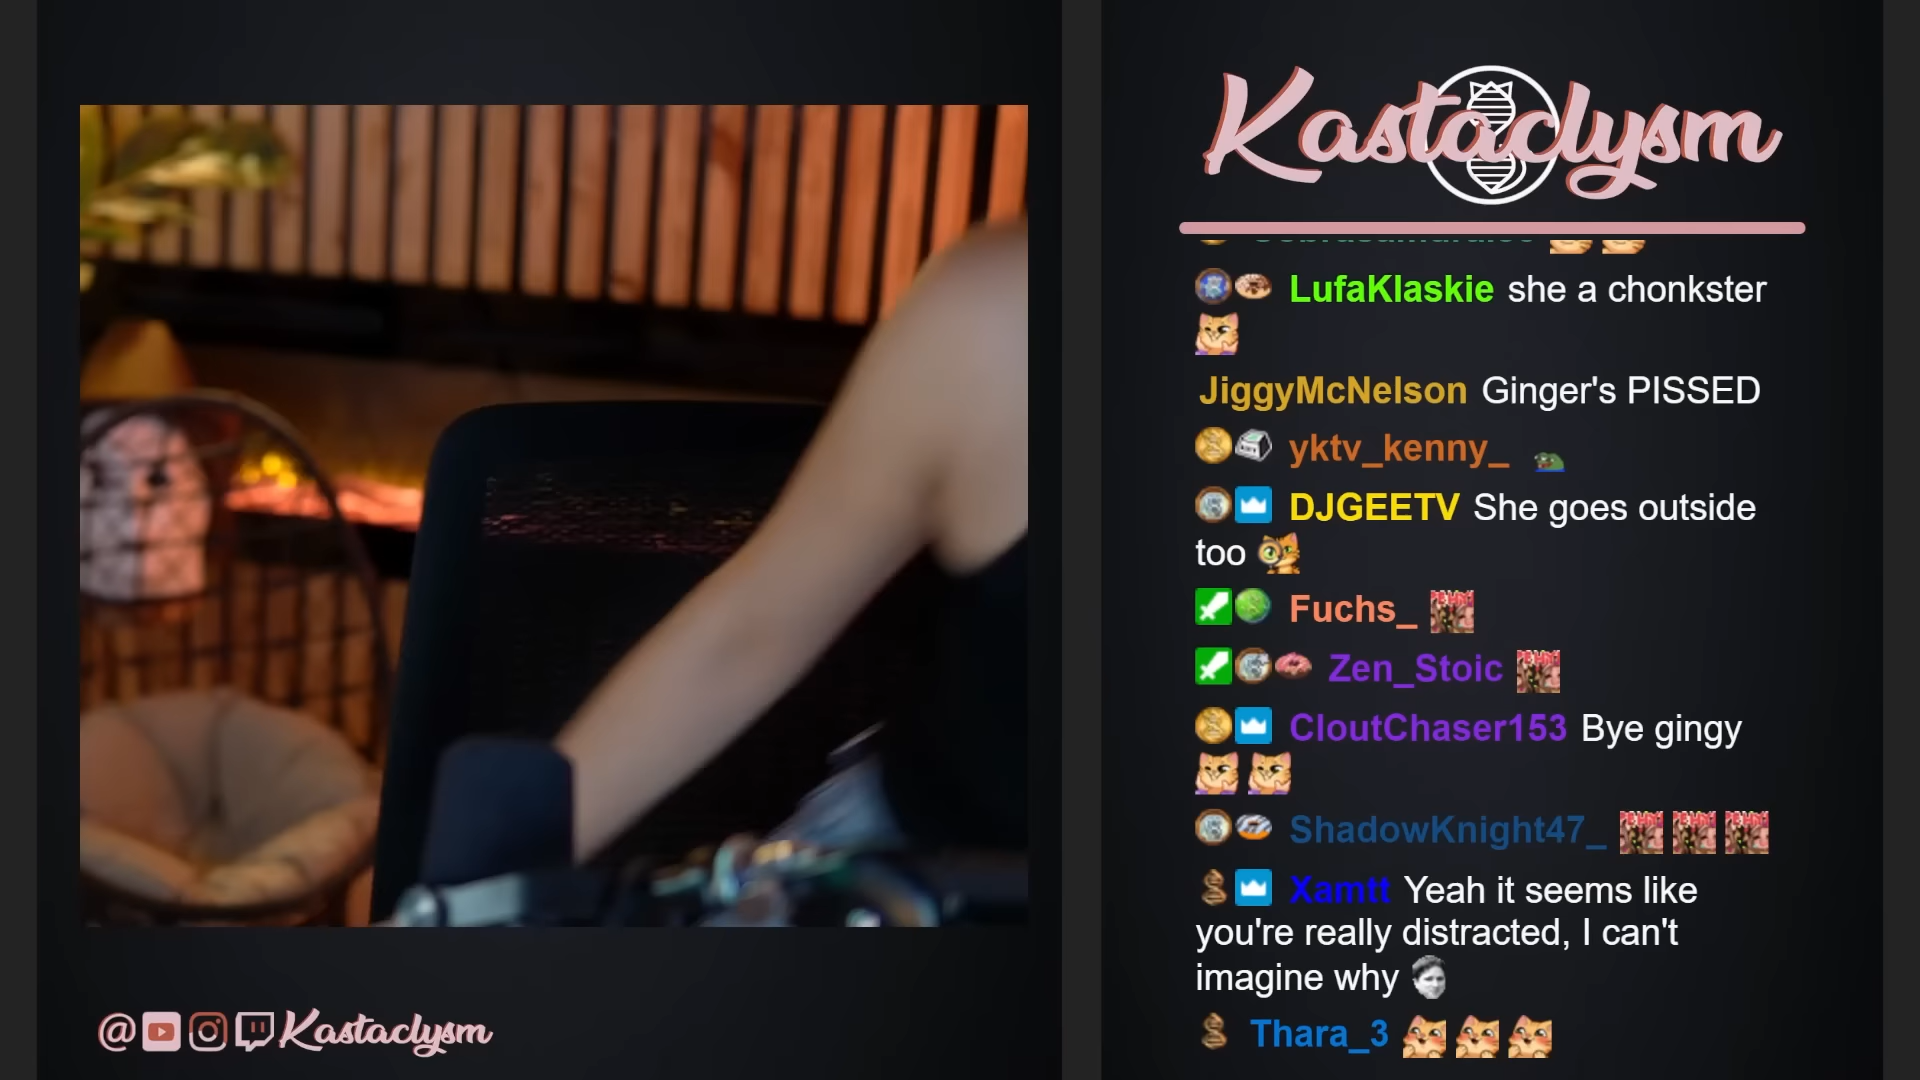 Kastaclysm
LufaKlaskie she a chonkster
JiggyMcNelson Ginger's PISSED
yktv_kenny_
DJGEETV She goes outside
too
Fuchs_
Zen_Stoic
CloutChaser153 Bye gingy
ShadowKnight47_
Xamtt Yeah it seems like
you're really distracted, I can't
imagine why
Thara_3
@Kastaclysm